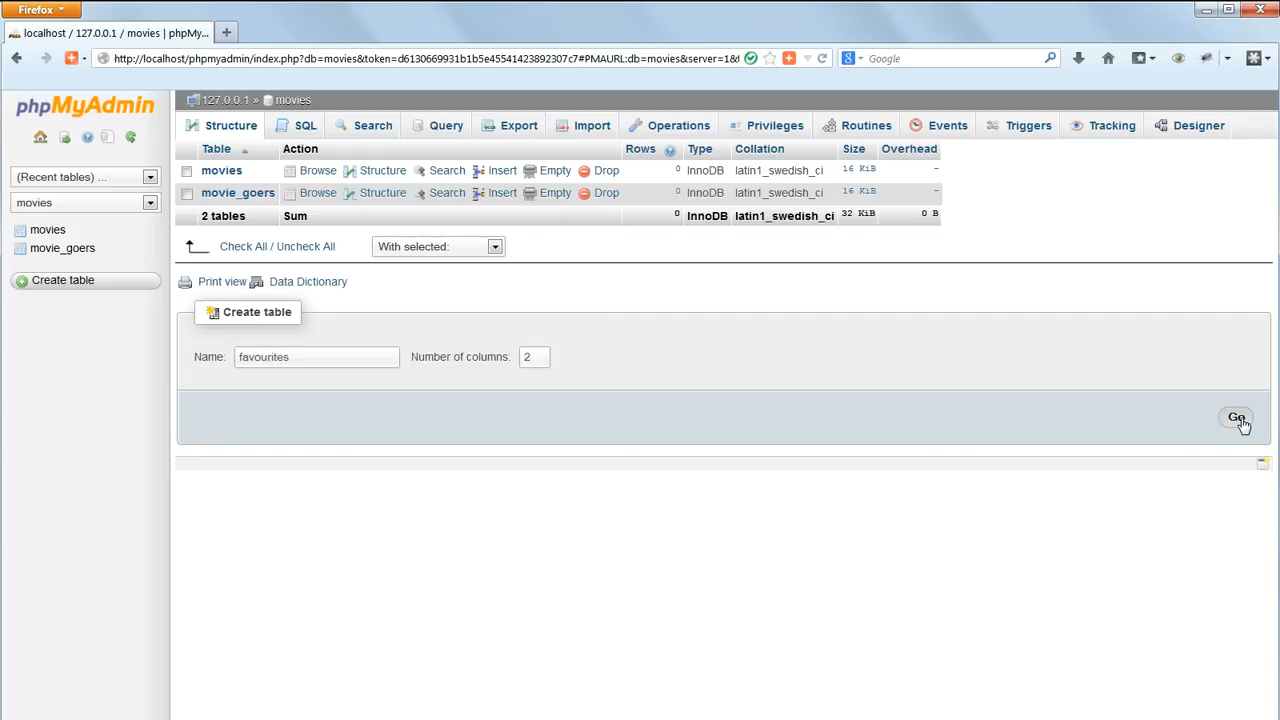 Firefox
localhost / 127.0.0.1 / movies | phpMy...
http://localhost/phpmyadmin/index.php?db=movies&token=d6130669931b1b5e45541423892307c7#PMAURL:db=movies&server=1&t
Google
phpMyAdmin
127.0.0.1 » movies
Structure SQL Search Query Export Import Operations Privileges Routines Events Triggers Tracking Designer
(Recent tables) ...
movies
movies
movie_goers
Create table
Table Action Rows Type Collation Size Overhead
movies Browse Structure Search Insert Empty Drop 0 InnoDB latin1_swedish_ci 16 KiB -
movie_goers Browse Structure Search Insert Empty Drop 0 InnoDB latin1_swedish_ci 16 KiB -
2 tables Sum 0 InnoDB latin1_swedish_ci 32 KiB 0 B
Check All / Uncheck All With selected:
Print view Data Dictionary
Create table
Name: favourites Number of columns: 2
Go